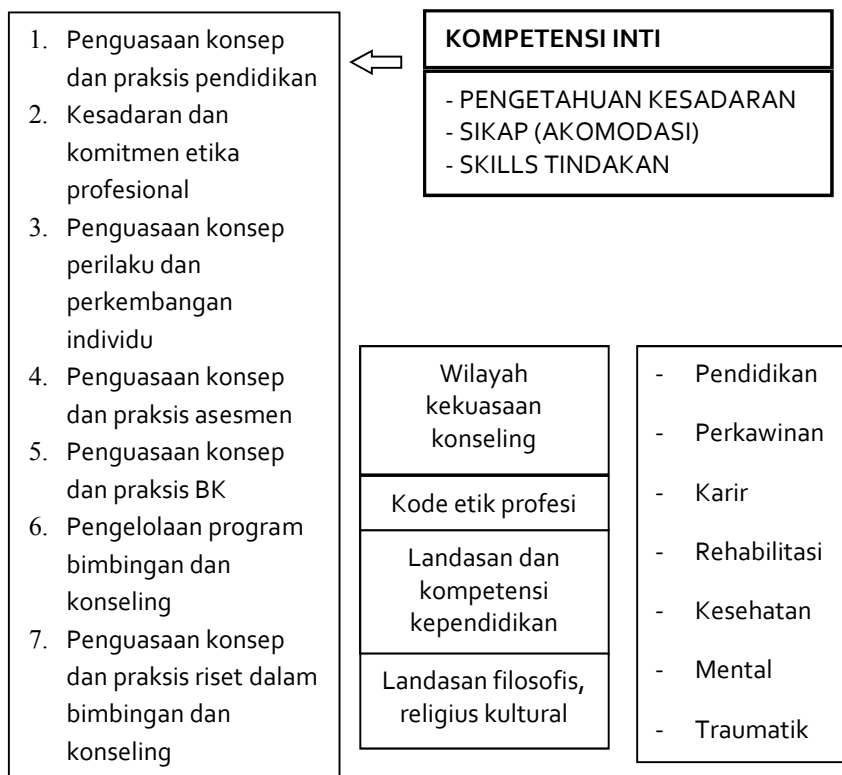 1. Penguasaan konsep
dan praksis pendidikan
2. Kesadaran dan
komitmen etika
profesional
3. Penguasaan konsep
perilaku dan
perkembangan
individu
4. Penguasaan konsep
dan praksis asesmen
5. Penguasaan konsep
dan praksis BK
6. Pengelolaan program
bimbingan dan
konseling
7. Penguasaan konsep
dan praksis riset dalam
bimbingan dan
konseling
KOMPETENSI INTI
- PENGETAHUAN KESADARAN
- SIKAP (AKOMODASI)
- SKILLS TINDAKAN
Wilayah
kekuasaan
konseling
Kode etik profesi
Landasan dan
kompetensi
kependidikan
Landasan filosofis,
religius kultural
- Pendidikan
- Perkawinan
- Karir
- Rehabilitasi
- Kesehatan
- Mental
- Traumatik